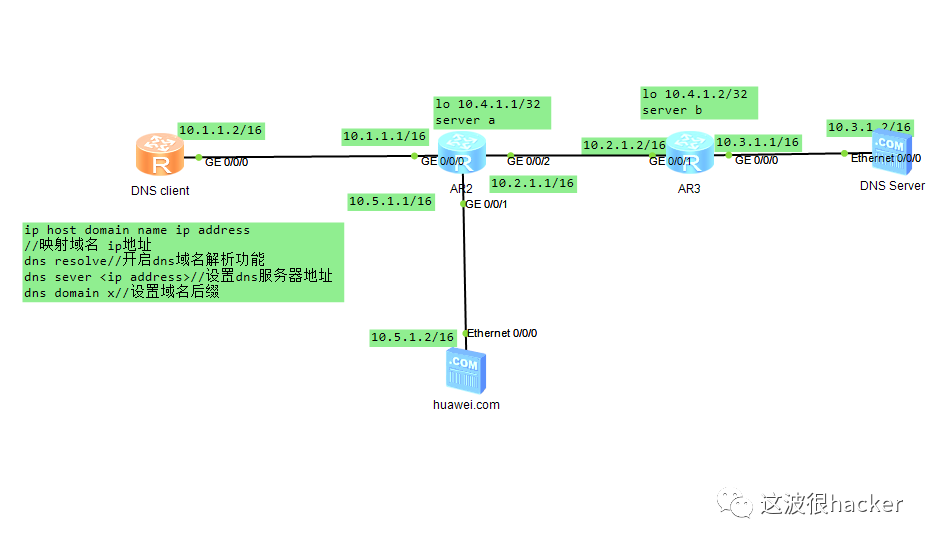 lo 10.4.1.1/32
server a
lo 10.4.1.2/32
server b
10.1.1.2/16
10.1.1.1/16
10.2.1.2/16
10.3.1.1/16
10.3.1.2/16
GE 0/0/0
GE 0/0/0
GE 0/0/2
GE 0/0/1
GE 0/0/0
Ethernet 0/0/0
.COM
R
R
R
DNS client
AR2
AR3
DNS Server
10.2.1.1/16
10.5.1.1/16
GE 0/0/1
ip host domain name ip address
//映射域名 ip地址
dns resolve//开启dns域名解析功能
dns sever <ip address>//设置dns服务器地址
dns domain x//设置域名后缀
10.5.1.2/16
Ethernet 0/0/0
.COM
huawei.com
这波很hacker